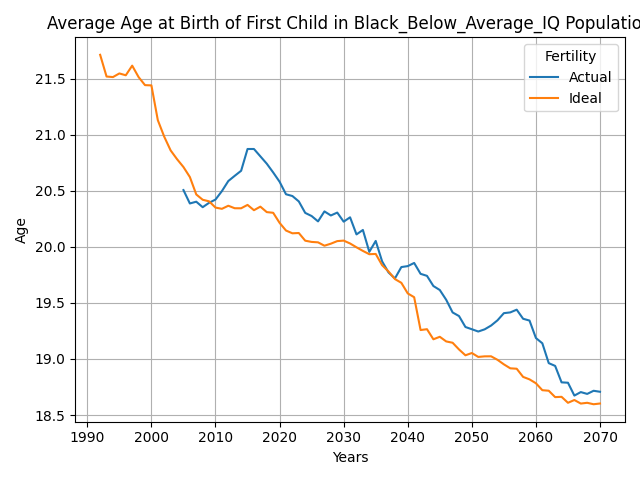 Average Age at Birth of First Child in Black_Below_Average_IQ Populatio
Fertility
Actual
Ideal
Age
21.5
21.0
20.5
20.0
19.5
19.0
18.5
1990 2000 2010 2020 2030 2040 2050 2060 2070
Years